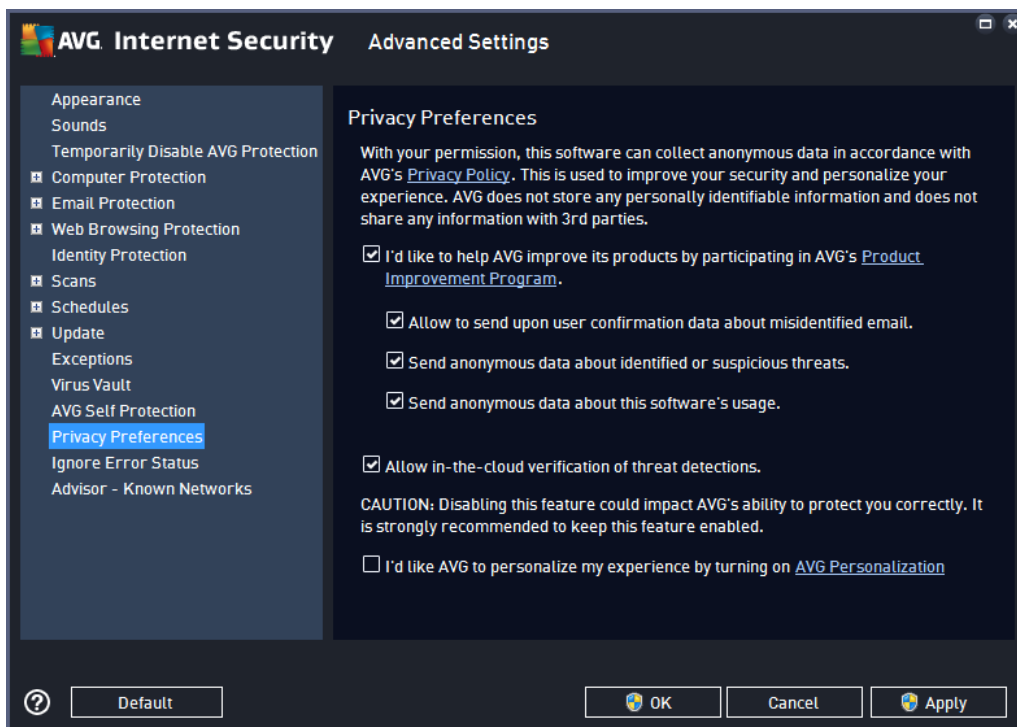 AVG. Internet Security Advanced Settings
Appearance
Sounds
Temporarily Disable AVG Protection
Computer Protection
Email Protection
Web Browsing Protection
Identity Protection
Scans
Schedules
Update
Exceptions
Virus Vault
AVG Self Protection
Privacy Preferences
Ignore Error Status
Advisor - Known Networks
Privacy Preferences
With your permission, this software can collect anonymous data in accordance with
AVG's Privacy Policy. This is used to improve your security and personalize your
experience. AVG does not store any personally identifiable information and does not
share any information with 3rd parties.
I'd like to help AVG improve its products by participating in AVG's Product
Improvement Program.
Allow to send upon user confirmation data about misidentified email.
Send anonymous data about identified or suspicious threats.
Send anonymous data about this software's usage.
Allow in-the-cloud verification of threat detections.
CAUTION: Disabling this feature could impact AVG's ability to protect you correctly. It
is strongly recommended to keep this feature enabled.
I'd like AVG to personalize my experience by turning on AVG Personalization
? Default OK Cancel Apply